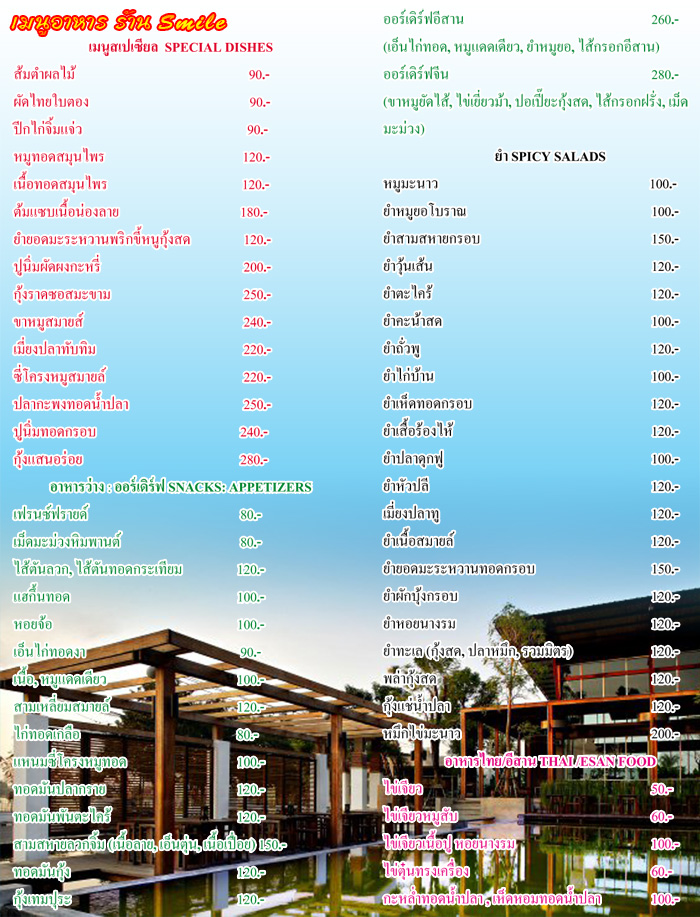 เมนูอาหาร ร้าน Smile
เมนูสเปเชียล SPECIAL DISHES
ส้มตำผลไม้ 90.-
ผัดไทยใบตอง 90.-
ปีกไก่จิ้มแจ่ว 90.-
หมูทอดสมุนไพร 120.-
เนื้อทอดสมุนไพร 120.-
ต้มแซบเนื้อน่องลาย 180.-
ยำยอดมะระหวานพริกขี้หนูกุ้งสด 120.-
ปูนิ่มผัดผงกะหรี่ 200.-
กุ้งราดซอสมะขาม 250.-
ขาหมูสมายส์ 240.-
เมี่ยงปลาทับทิม 220.-
ซี่โครงหมูสมายส์ 220.-
ปลากะพงทอดน้ำปลา 250.-
ปูนิ่มทอดกรอบ 240.-
กุ้งแสนอร่อย 280.-
อาหารว่าง : ออร์เดิร์ฟ SNACKS: APPETIZERS
เฟรนซ์ฟรายด์ 80.-
เม็ดมะม่วงหิมพานต์ 80.-
ไส้ตันลวก, ไส้ตันทอดกระเทียม 120.-
แฮกึ้นทอด 100.-
หอยจ้อ 100.-
เอ็นไก่ทอดงา 90.-
เนื้อ, หมูแดดเดียว 100.-
สามเหลี่ยมสมายส์ 120.-
ไก่ทอดเกลือ 80.-
แหนมซี่โครงหมูทอด 100.-
ทอดมันปลากราย 120.-
ทอดมันพันตะไคร้ 120.-
สามสหายลวกจิ้ม (เนื้อลาย, เอ็นตุ๋น, เนื้อเปื่อย) 150.-
ทอดมันกุ้ง 120.-
กุ้งเทมปุระ 120.-
ออร์เดิร์ฟอีสาน 260.-
(เอ็นไก่ทอด, หมูแดดเดียว, ยำหมูยอ, ไส้กรอกอีสาน)
ออร์เดิร์ฟจีน 280.-
(ขาหมูยัดไส้, ไข่เยี่ยวม้า, ปอเปี๊ยะกุ้งสด, ไส้กรอกฝรั่ง, เม็ด
มะม่วง)
ยำ SPICY SALADS
หมูมะนาว 100.-
ยำหมูยอโบราณ 100.-
ยำสามสหายกรอบ 150.-
ยำวุ้นเส้น 120.-
ยำตะไคร้ 120.-
ยำคะน้าสด 100.-
ยำถั่วพู 120.-
ยำไก่บ้าน 100.-
ยำเห็ดทอดกรอบ 120.-
ยำเสือร้องไห้ 120.-
ยำปลาดุกฟู 100.-
ยำหัวปลี 120.-
เมี่ยงปลาทู 120.-
ยำเนื้อสมายส์ 120.-
ยำยอดมะระหวานทอดกรอบ 150.-
ยำผักบุ้งกรอบ 120.-
ยำหอยนางรม 120.-
ยำทะเล (กุ้งสด, ปลาหมึก, รวมมิตร) 120.-
พล่ากุ้งสด 120.-
กุ้งแช่น้ำปลา 120.-
หมึกไข่มะนาว 200.-
อาหารไทย/อีสาน THAI /ESAN FOOD
ไข่เจียว 50.-
ไข่เจียวหมูสับ 60.-
ไข่เจียวเนื้อปู หอยนางรม 100.-
ไข่ตุ๋นทรงเครื่อง 60.-
กะหล่ำทอดน้ำปลา , เห็ดหอมทอดน้ำปลา 100.-